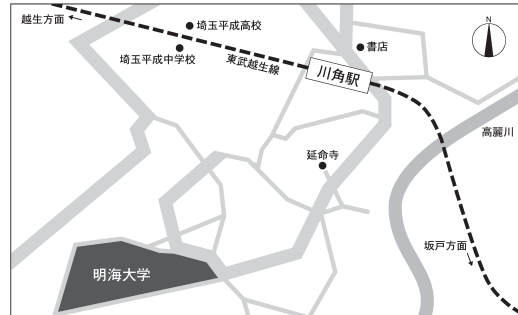 越生方面
埼玉平成高校
埼玉平成中学校
東武越生線
川角駅
書店
N
高麗川
延命寺
坂戸方面
明海大学